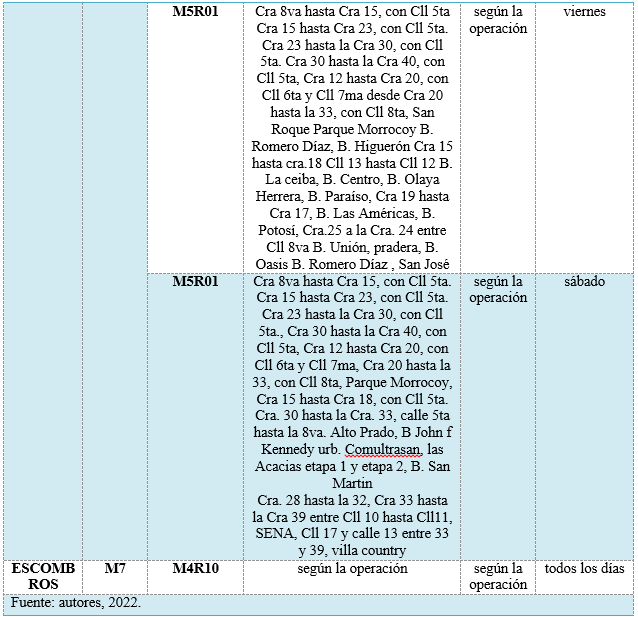 M5R01
Cra 8va hasta Cra 15, con Cll 5ta
Cra 15 hasta Cra 23, con Cll 5ta.
Cra 23 hasta la Cra 30, con Cll
5ta. Cra 30 hasta la Cra 40, con
Cll 5ta, Cra 12 hasta Cra 20, con
Cll 6ta y Cll 7ma desde Cra 20
hasta la 33, con Cll 8ta, San
Roque Parque Morrocoy B.
Romero Díaz, B. Higuerón Cra 15
hasta cra.18 Cll 13 hasta Cll 12 B.
La ceiba, B. Centro, B. Olaya
Herrera, B. Paraíso, Cra 19 hasta
Cra 17, B. Las Américas, B.
Potosí, Cra.25 a la Cra. 24 entre
Cll 8va B. Unión, pradera, B.
Oasis B. Romero Díaz , San José
según la
operación
viernes
M5R01
Cra 8va hasta Cra 15, con Cll 5ta.
Cra 15 hasta Cra 23, con Cll 5ta.
Cra 23 hasta la Cra 30, con Cll
5ta., Cra 30 hasta la Cra 40, con
Cll 5ta, Cra 12 hasta Cra 20, con
Cll 6ta y Cll 7ma, Cra 20 hasta la
33, con Cll 8ta, Parque Morrocoy,
Cra 15 hasta Cra 18, con Cll 5ta.
Cra. 30 hasta la Cra. 33, calle 5ta
hasta la 8va. Alto Prado, B John f
Kennedy urb. Comultrasan, las
Acacias etapa 1 y etapa 2, B. San
Martin
Cra. 28 hasta la 32, Cra 33 hasta
la Cra 39 entre Cll 10 hasta Cll11,
SENA, Cll 17 y calle 13 entre 33
y 39, villa country
según la
operación
sábado
ESCOMB
ROS
M7
M4R10
según la operación
según la
operación
todos los días
Fuente: autores, 2022.